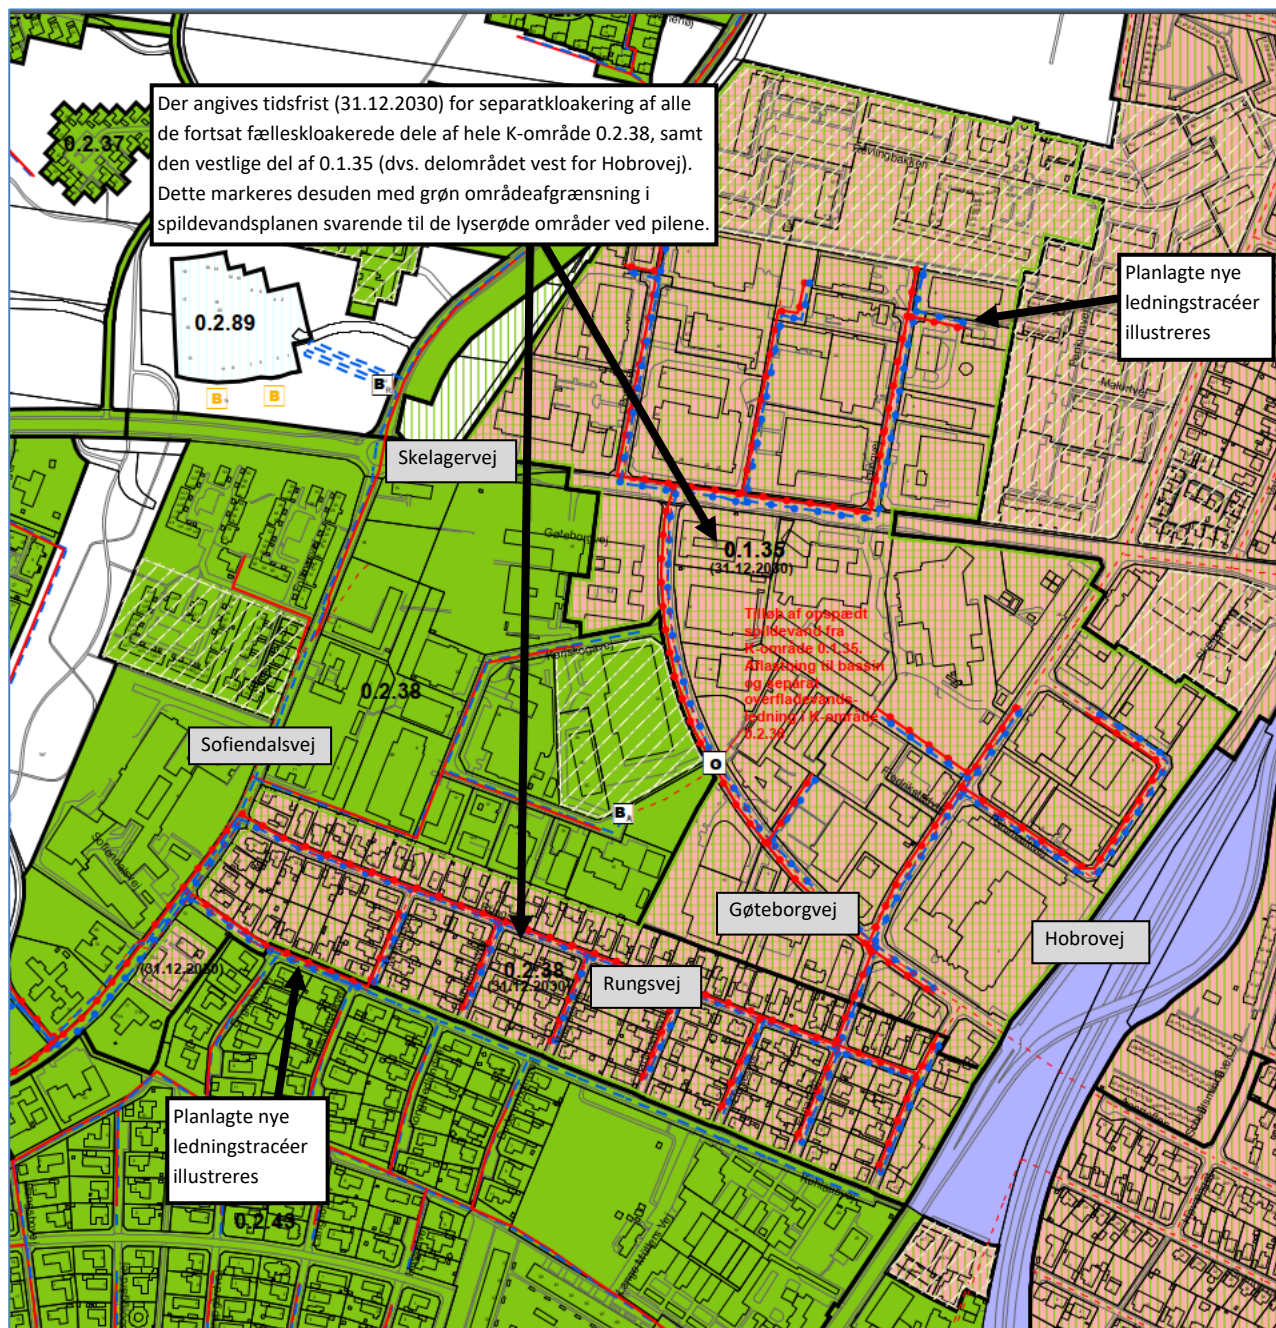 Der angives tidsfrist (31.12.2030) for separatkloakering af alle
de fortsat fælleskloakerede dele af hele K-område 0.2.38, samt
den vestlige del af 0.1.35 (dvs. delområdet vest for Hobrovej).
Dette markeres desuden med grøn områdeafgrænsning i
spildevandsplanen svarende til de lyserøde områder ved pilene.
0.2.37
Revlingbakken
Planlagte nye
ledningstracéer
illustreres
0.2.89
B
B
B
Skelagervej
Gøteborgvej
0.1.35
(31.12.2030)
Tilløb af opspædt
spildevand fra
K-område 0.1.35.
Aflastning til bassin
og separat
overfladevands-
ledning i K-område
0.2.38
0.2.38
Sofiendalsvej
O
B
Sofiendalsvej
Gøteborgvej
Hobrovej
(31.12.2030)
0.2.38
(31.12.2030)
Rungsvej
Planlagte nye
ledningstracéer
illustreres
0.2.43